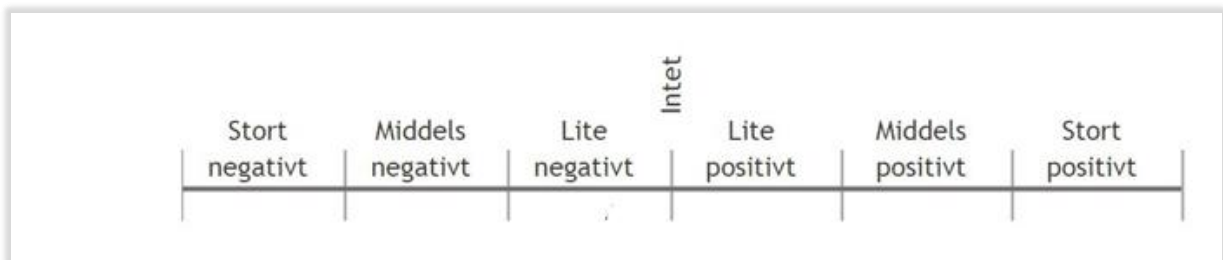 Intet
Stort Middels Lite Lite Middels Stort
negativt negativt negativt positivt positivt positivt